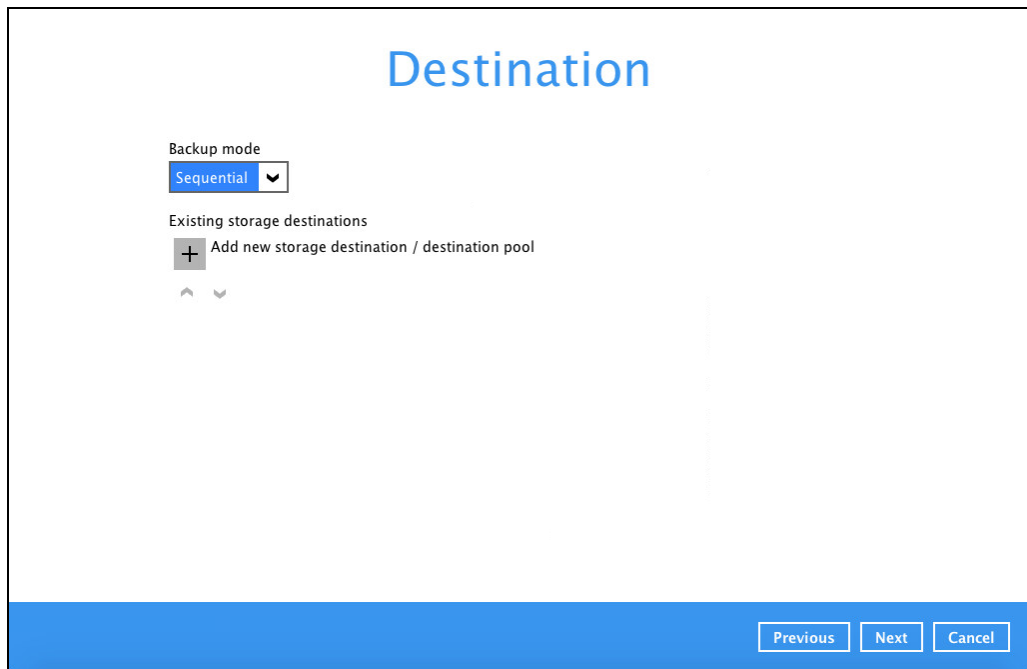 Destination
Backup mode
Sequential
Existing storage destinations
Add new storage destination / destination pool
Previous Next Cancel